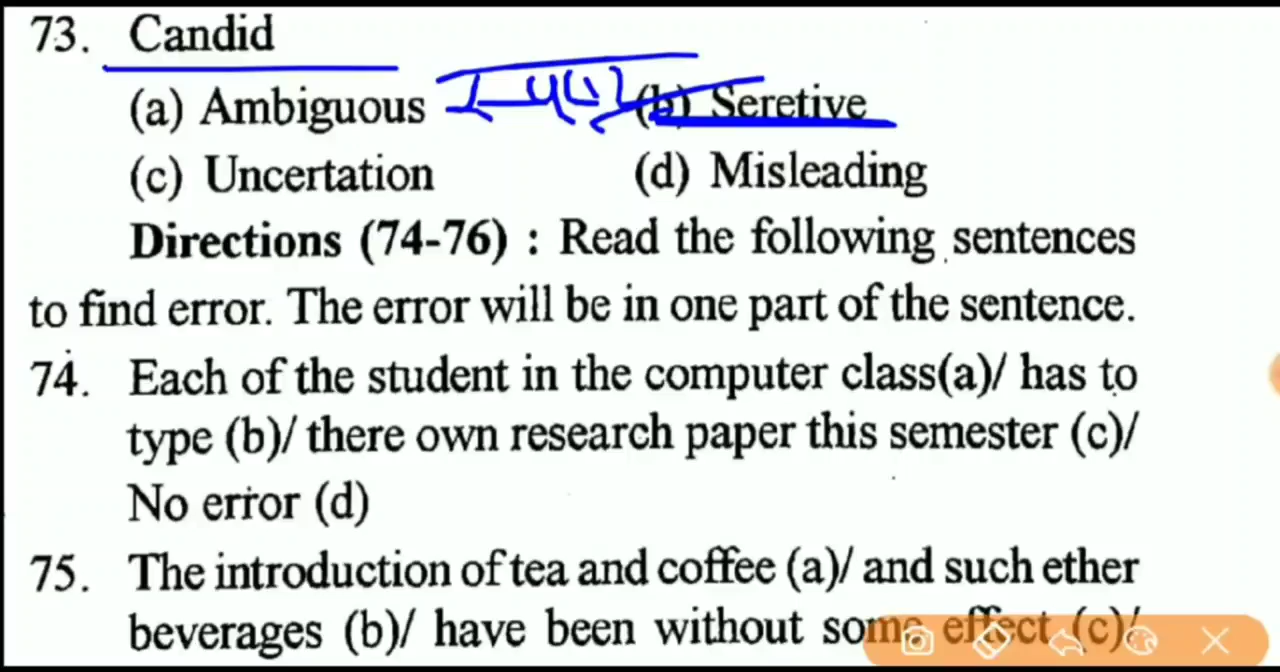 73. Candid
(a) Ambiguous (b) Seretive
(c) Uncertation (d) Misleading
Directions (74-76) : Read the following sentences
to find error. The error will be in one part of the sentence.
74. Each of the student in the computer class(a)/ has to
type (b)/ there own research paper this semester (c)/
No error (d)
75. The introduction of tea and coffee (a)/ and such ether
beverages (b)/ have been without some effect (c)/